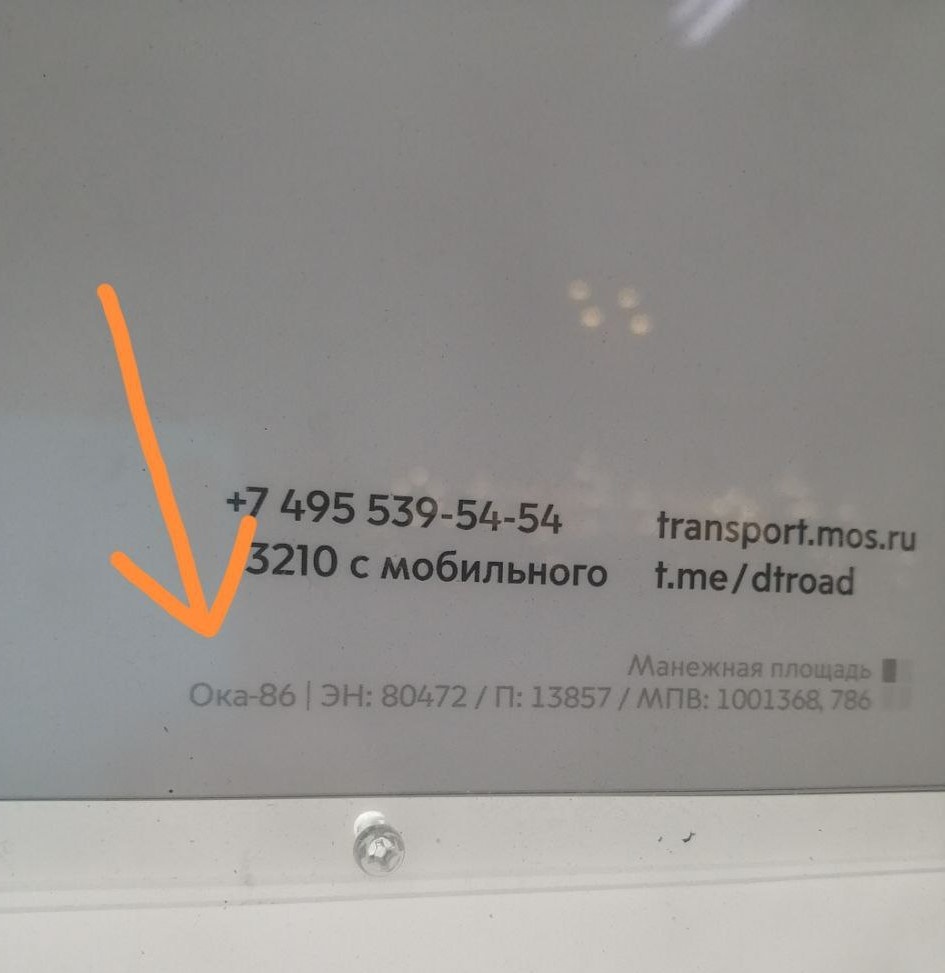 +7 495 539-54-54
3210 с мобильного
transport.mos.ru
t.me/dtroad
Манежная площадь
Ока-86 | ЭН: 80472 / П: 13857 / МПВ: 1001368, 786